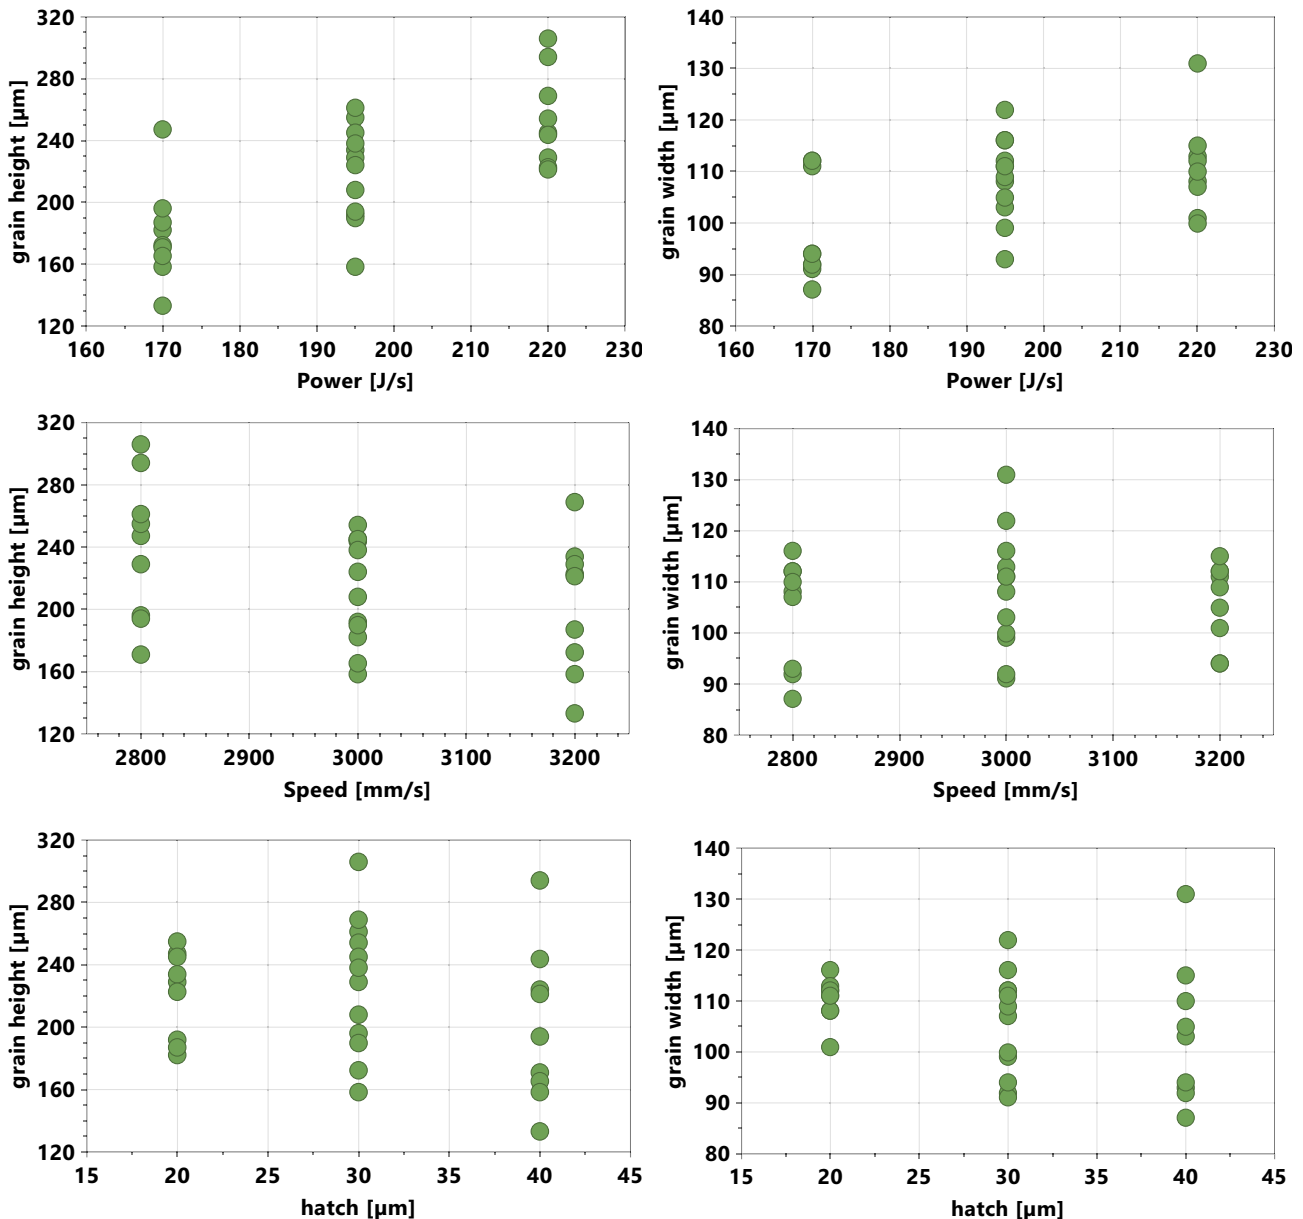 320
280
240
200
160
120
grain height [µm]
160 170 180 190 200 210 220 230
Power [J/s]
140
130
120
110
100
90
80
grain width [µm]
160 170 180 190 200 210 220 230
Power [J/s]
320
280
240
200
160
120
grain height [µm]
2800 2900 3000 3100 3200
Speed [mm/s]
140
130
120
110
100
90
80
grain width [µm]
2800 2900 3000 3100 3200
Speed [mm/s]
320
280
240
200
160
120
grain height [µm]
15 20 25 30 35 40 45
hatch [µm]
140
130
120
110
100
90
80
grain width [µm]
15 20 25 30 35 40 45
hatch [µm]